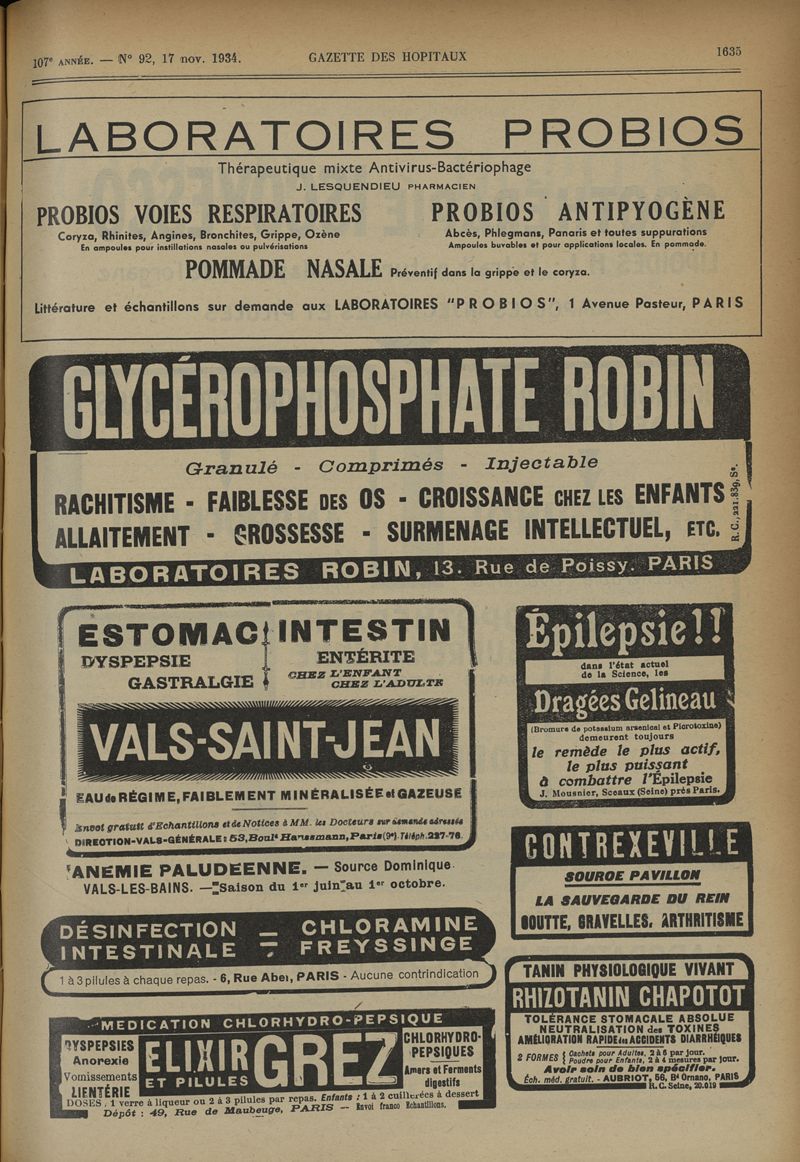 107e ANNÉE. — N° 92, 17 nov. 1934.
GAZETTE DES HOPITAUX
1635
LABORATOIRES PROBIOS
Thérapeutique mixte Antivirus-Bactériophage
J. LESQUENDIEU PHARMACIEN
PROBIOS VOIES RESPIRATOIRES
Coryza, Rhinites, Angines, Bronchites, Grippe, Ozène
En ampoules pour instillations nasales ou pulvérisations
PROBIOS ANTIPYOGÈNE
Abcès, Phlegmans, Panaris et toutes suppurations
Ampoules buvables et pour applications locales. En pommade.
POMMADE NASALE Préventif dans la grippe et le coryza.
Littérature et échantillons sur demande aux LABORATOIRES "PROBIOS", 1 Avenue Pasteur, PARIS
GLYCÉROPHOSPHATE ROBIN
Granulé - Comprimés - Injectable
RACHITISME - FAIBLESSE DES OS - CROISSANCE CHEZ LES ENFANTS
ALLAITEMENT - GROSSESSE - SURMENAGE INTELLECTUEL, ETC.
R. C., 221.839, Se.
LABORATOIRES ROBIN, 13. Rue de Poissy. PARIS
ESTOMAC INTESTIN
DYSPEPSIE
GASTRALGIE
ENTÉRITE
CHEZ L'ENFANT
CHEZ L'ADULTE
VALS-SAINT-JEAN
EAU de RÉGIME, FAIBLEMENT MINÉRALISÉE et GAZEUSE
Envoi gratuit d'Echantillons et de Notices à MM. les Docteurs sur demande adressée
DIRECTION-VALS-GÉNÉRALE: 53, Boult Haussmann, Paris (9e). Téléph. 227-76.
ANEMIE PALUDEENNE. — Source Dominique
VALS-LES-BAINS. — Saison du 1er juin au 1er octobre.
DÉSINFECTION
INTESTINALE
CHLORAMINE
FREYSSINGE
1 à 3 pilules à chaque repas. - 6, Rue Abel, PARIS - Aucune contrindication
MEDICATION CHLORHYDRO-PEPSIQUE
DYSPEPSIES
Anorexie
Vomissements
LIENTÉRIE
ELIXIR
ET PILULES
GREZ
CHLORHYDRO-
PEPSIQUES
Amers et Ferments
digestifs
DOSES. 1 verre à liqueur ou 2 à 3 pilules par repas. Enfants : 1 à 2 cuillerées à dessert
Dépôt : 49, Rue de Maubeuge, PARIS — Envoi franco Echantillons.
Épilepsie!!
dans l'état actuel
de la Science, les
Dragées Gelineau
(Bromure de potassium arsenical et Picrotoxine)
demeurent toujours
le remède le plus actif,
le plus puissant
à combattre l'Épilepsie
J. Mousnier, Sceaux (Seine) près Paris.
CONTREXEVILLE
SOURCE PAVILLON
LA SAUVEGARDE DU REIN
GOUTTE, GRAVELLES, ARTHRITISME
TANIN PHYSIOLOGIQUE VIVANT
RHIZOTANIN CHAPOTOT
TOLÉRANCE STOMACALE ABSOLUE
NEUTRALISATION des TOXINES
AMÉLIORATION RAPIDE des ACCIDENTS DIARRHÉIQUES
2 FORMES { Cachets pour Adultes, 2 à 6 par jour.
Poudre pour Enfants, 2 à 4 mesures par jour.
Avoir soin de bien spécifier.
Éch. méd. gratuit. - AUBRIOT, 56, Bd Ornano, PARIS
R. C. Seine, 20.019